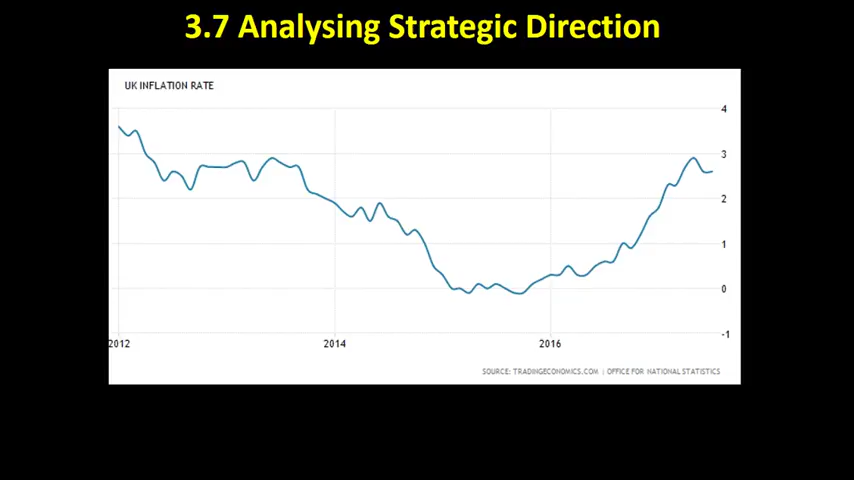 3.7 Analysing Strategic Direction
UK INFLATION RATE
4
3
2
1
0
-1
2012 2014 2016
SOURCE: TRADINGECONOMICS.COM | OFFICE FOR NATIONAL STATISTICS